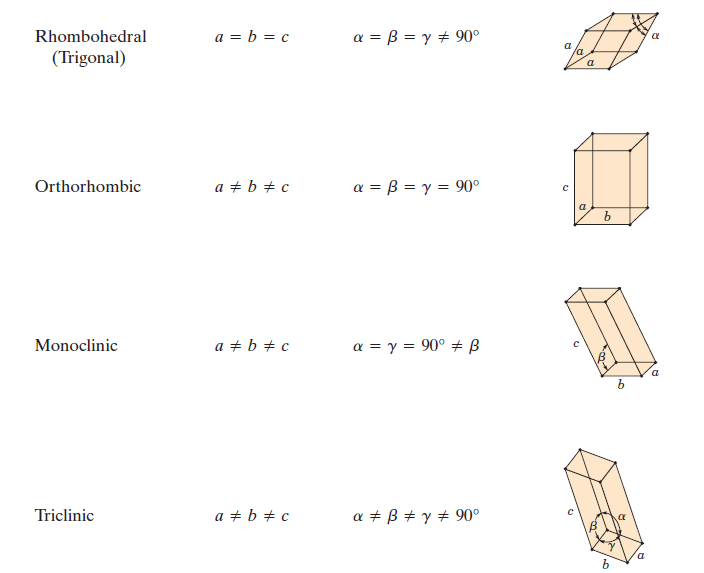 Rhombohedral a = b = c α = β = γ ≠ 90°
(Trigonal)
a
a
a
α
Orthorhombic a ≠ b ≠ c α = β = γ = 90°
c
a
b
Monoclinic a ≠ b ≠ c α = γ = 90° ≠ β
c
β
a
b
Triclinic a ≠ b ≠ c α ≠ β ≠ γ ≠ 90°
c
α
β
γ
a
b